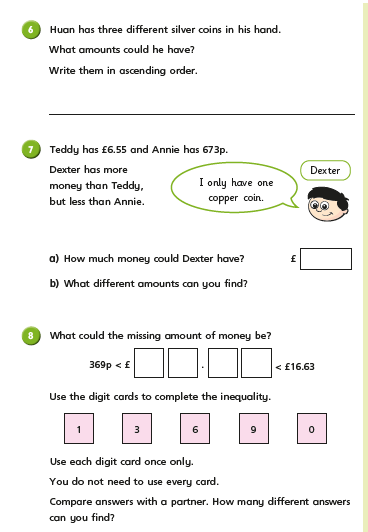 6 Huan has three different silver coins in his hand.
What amounts could he have?
Write them in ascending order.
7 Teddy has £6.55 and Annie has 673p.
Dexter has more
money than Teddy,
but less than Annie.
I only have one
copper coin.
Dexter
a) How much money could Dexter have? £
b) What different amounts can you find?
8 What could the missing amount of money be?
369p < £ . < £16.63
Use the digit cards to complete the inequality.
1 3 6 9 0
Use each digit card once only.
You do not need to use every card.
Compare answers with a partner. How many different answers
can you find?